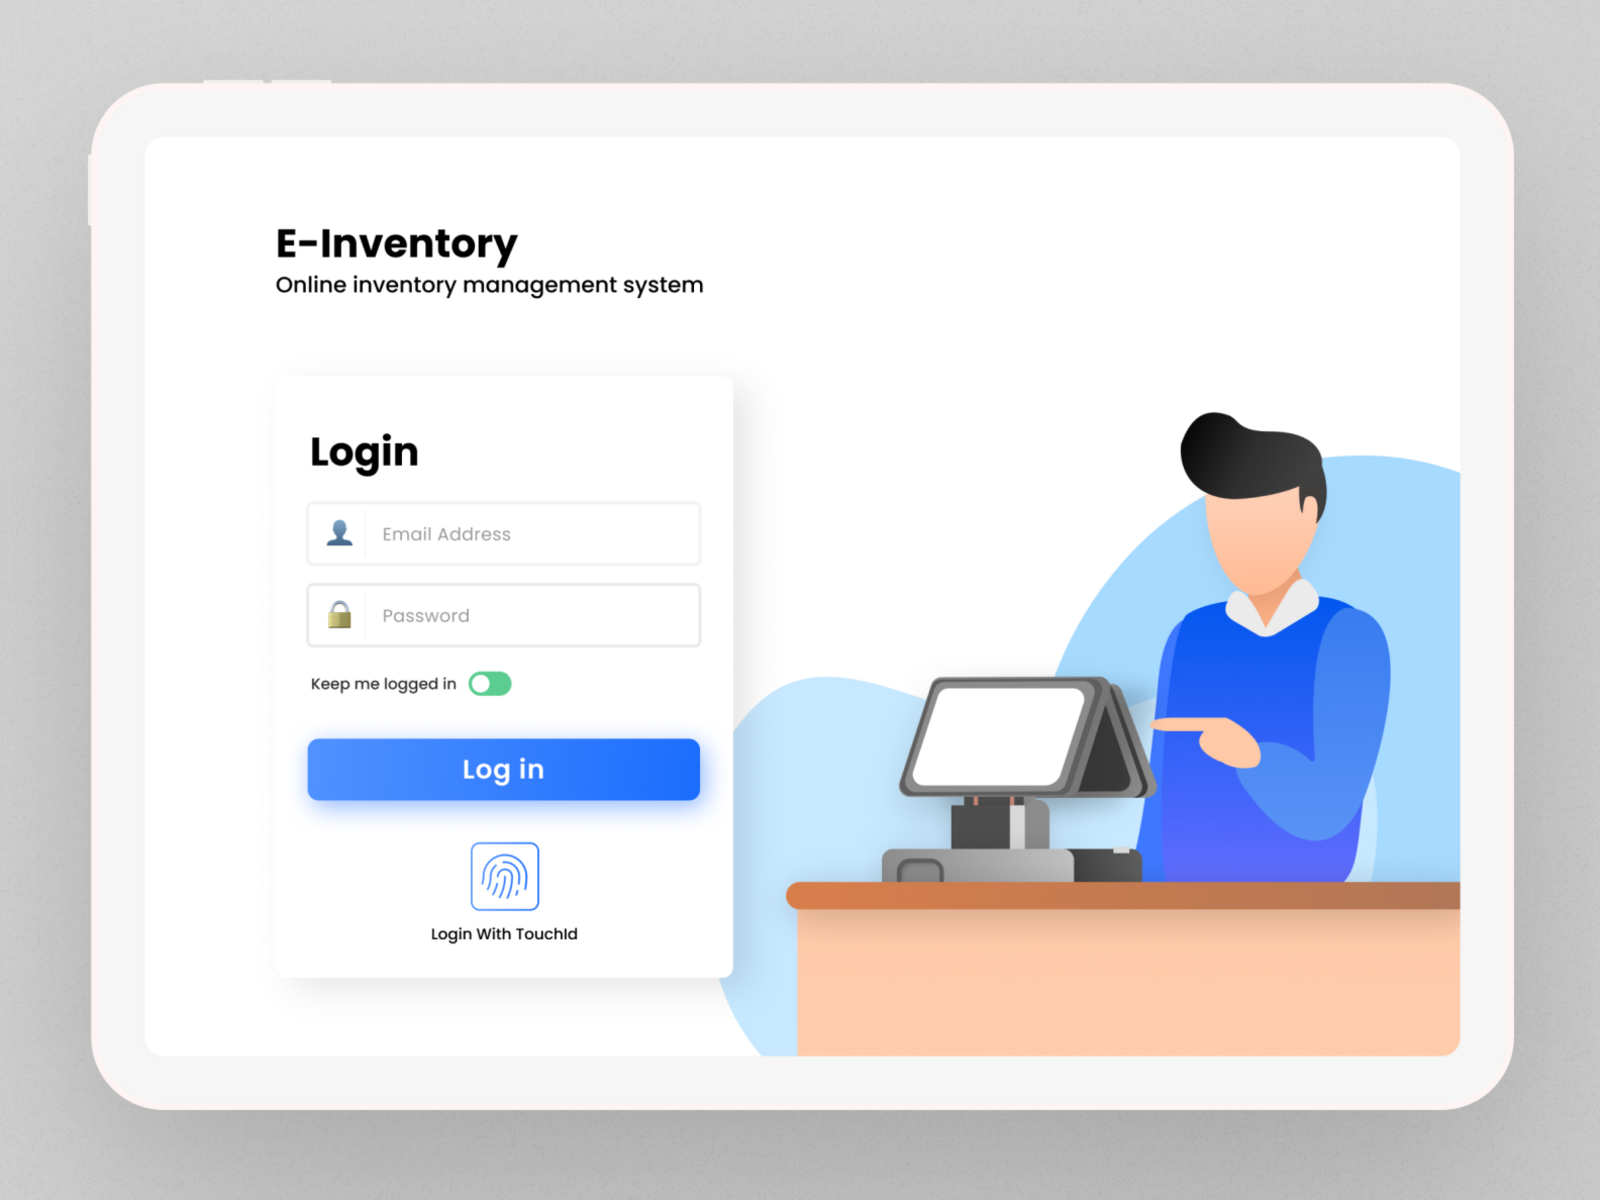 E-Inventory
Online inventory management system
Login
Email Address
Password
Keep me logged in
Log in
Login With TouchId